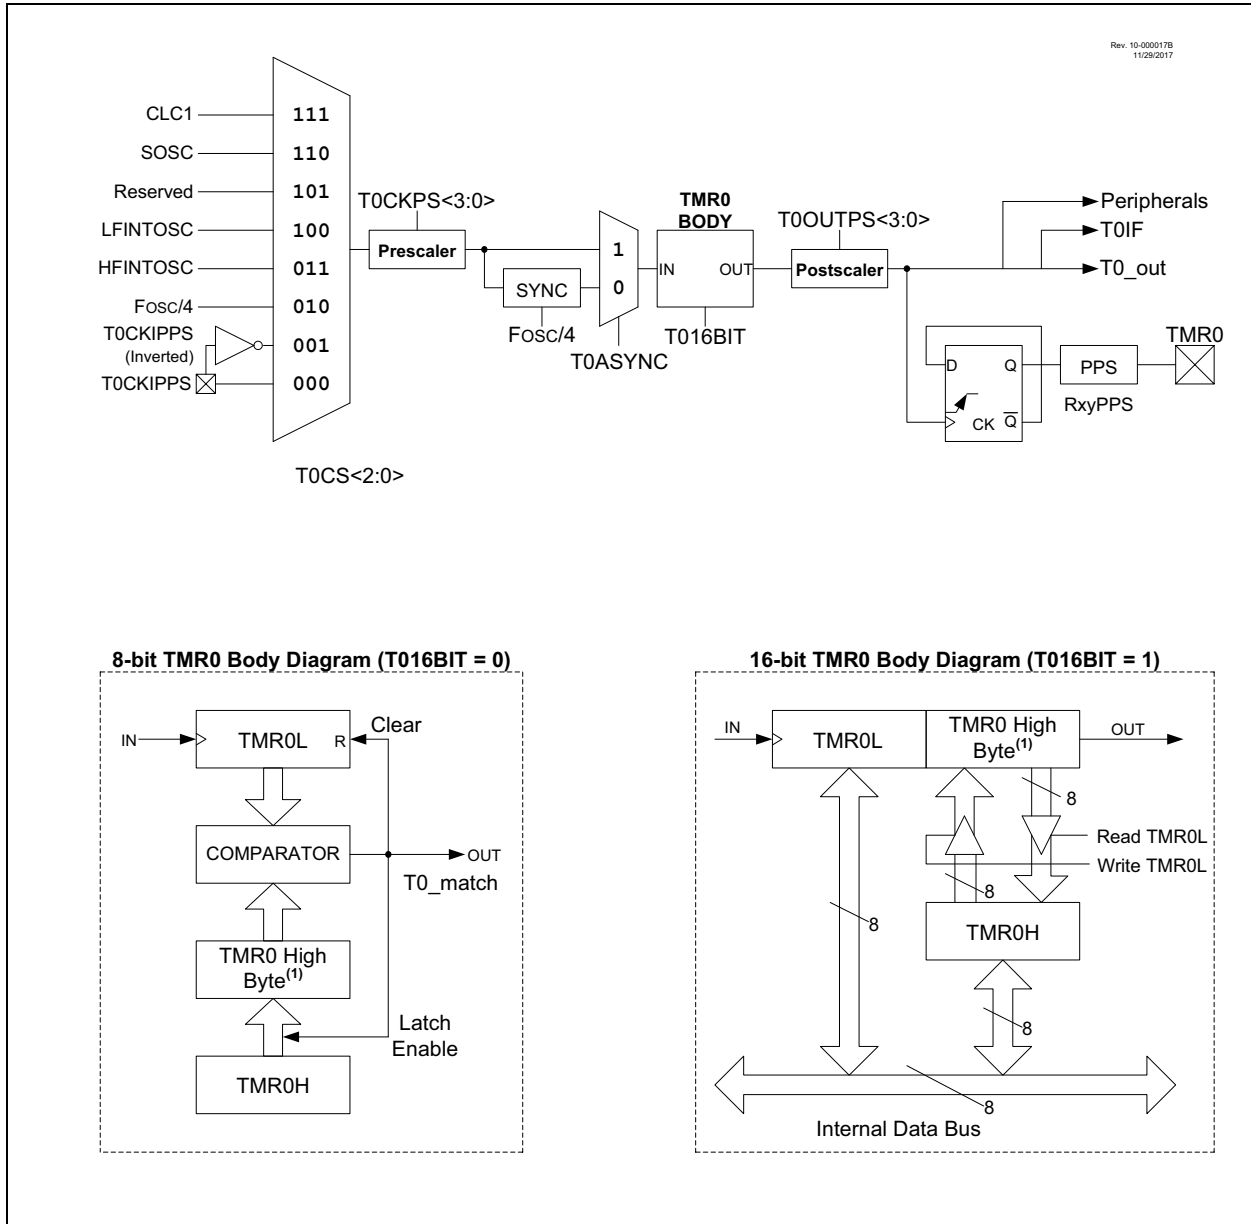 Rev. 10-000017B
11/29/2017
CLC1
111
SOSC
110
Reserved
101
LFINTOSC
100
HFINTOSC
011
FOSC/4
010
T0CKIPPS
(Inverted)
001
T0CKIPPS
000
T0CS<2:0>
T0CKPS<3:0>
Prescaler
SYNC
FOSC/4
1
0
T0ASYNC
TMR0
BODY
IN OUT
T016BIT
T0OUTPS<3:0>
Postscaler
Peripherals
T0IF
T0_out
D Q
CK Q
PPS
RxyPPS
TMR0
8-bit TMR0 Body Diagram (T016BIT = 0)
IN
TMR0L R
Clear
COMPARATOR
OUT
T0_match
TMR0 High
Byte(1)
Latch
Enable
TMR0H
16-bit TMR0 Body Diagram (T016BIT = 1)
IN
TMR0L
TMR0 High
Byte(1)
OUT
8
Read TMR0L
Write TMR0L
8
8
TMR0H
8
8
Internal Data Bus